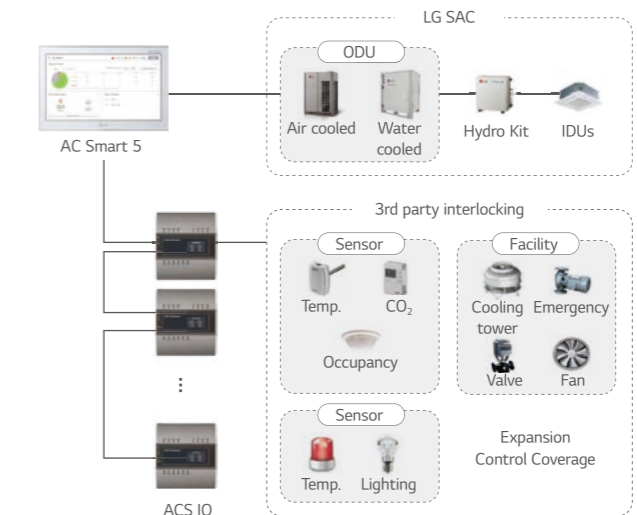 LG SAC
ODU
Air cooled
Water
cooled
Hydro Kit
IDUs
AC Smart 5
3rd party interlocking
Sensor
Temp.
CO₂
Occupancy
Facility
Cooling
tower
Emergency
Valve
Fan
Sensor
Temp.
Lighting
Expansion
Control Coverage
ACS IO